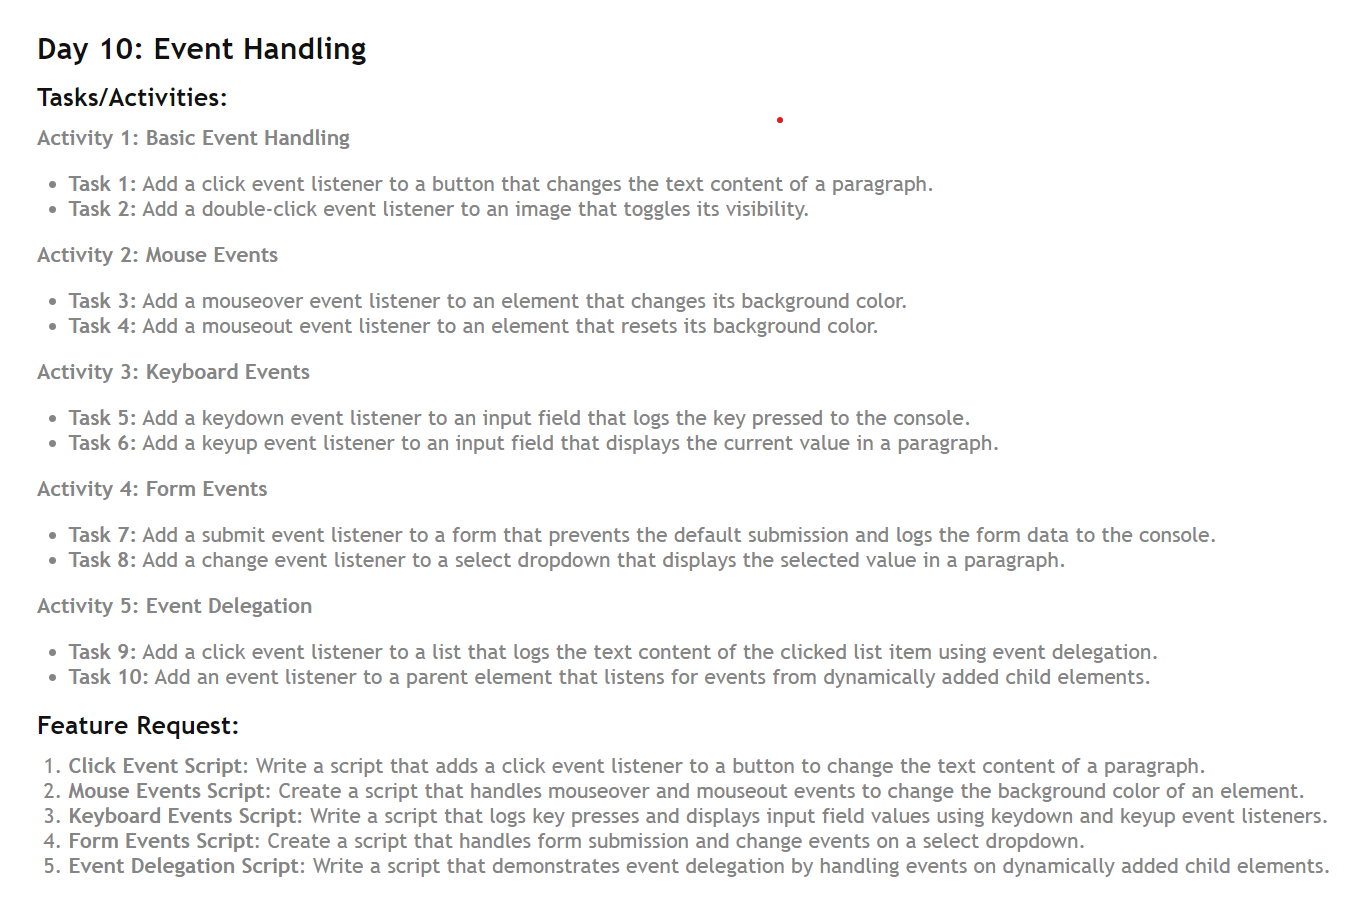 Day 10: Event Handling
Tasks/Activities:
Activity 1: Basic Event Handling
• Task 1: Add a click event listener to a button that changes the text content of a paragraph.
• Task 2: Add a double-click event listener to an image that toggles its visibility.
Activity 2: Mouse Events
• Task 3: Add a mouseover event listener to an element that changes its background color.
• Task 4: Add a mouseout event listener to an element that resets its background color.
Activity 3: Keyboard Events
• Task 5: Add a keydown event listener to an input field that logs the key pressed to the console.
• Task 6: Add a keyup event listener to an input field that displays the current value in a paragraph.
Activity 4: Form Events
• Task 7: Add a submit event listener to a form that prevents the default submission and logs the form data to the console.
• Task 8: Add a change event listener to a select dropdown that displays the selected value in a paragraph.
Activity 5: Event Delegation
• Task 9: Add a click event listener to a list that logs the text content of the clicked list item using event delegation.
• Task 10: Add an event listener to a parent element that listens for events from dynamically added child elements.
Feature Request:
1. Click Event Script: Write a script that adds a click event listener to a button to change the text content of a paragraph.
2. Mouse Events Script: Create a script that handles mouseover and mouseout events to change the background color of an element.
3. Keyboard Events Script: Write a script that logs key presses and displays input field values using keydown and keyup event listeners.
4. Form Events Script: Create a script that handles form submission and change events on a select dropdown.
5. Event Delegation Script: Write a script that demonstrates event delegation by handling events on dynamically added child elements.